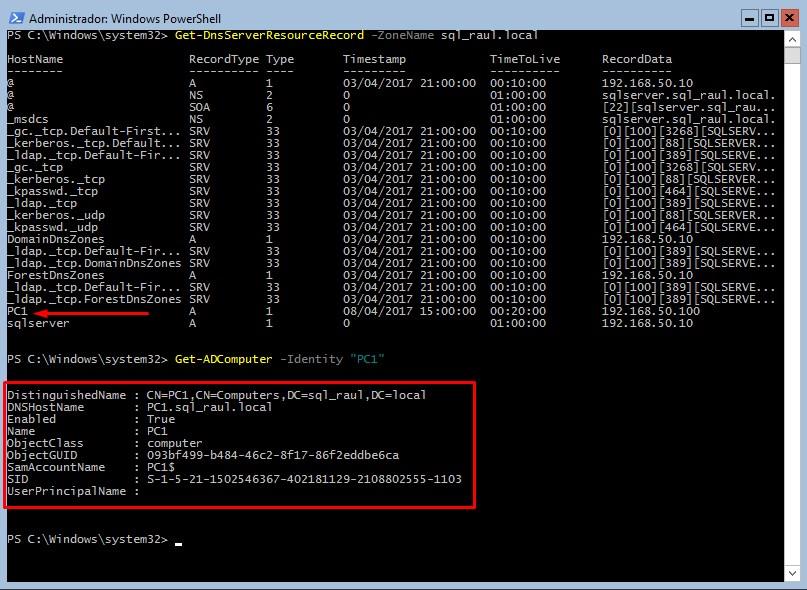 Administrador: Windows PowerShell
PS C:\Windows\system32> Get-DnsServerResourceRecord -ZoneName sql_raul.local
HostName RecordType Type Timestamp TimeToLive RecordData
-------- ---------- ---- --------- ---------- ----------
@ A 1 03/04/2017 21:00:00 00:10:00 192.168.50.10
@ NS 2 0 01:00:00 sqlserver.sql_raul.local.
@ SOA 6 0 01:00:00 [22][sqlserver.sql_rau...
_msdcs NS 2 0 01:00:00 sqlserver.sql_raul.local.
_gc._tcp.Default-First... SRV 33 03/04/2017 21:00:00 00:10:00 [0][100][3268][SQLSERV...
_kerberos._tcp.Default... SRV 33 03/04/2017 21:00:00 00:10:00 [0][100][88][SQLSERVER...
_ldap._tcp.Default-Fir... SRV 33 03/04/2017 21:00:00 00:10:00 [0][100][389][SQLSERVE...
_gc._tcp SRV 33 03/04/2017 21:00:00 00:10:00 [0][100][3268][SQLSERV...
_kerberos._tcp SRV 33 03/04/2017 21:00:00 00:10:00 [0][100][88][SQLSERVER...
_kpasswd._tcp SRV 33 03/04/2017 21:00:00 00:10:00 [0][100][464][SQLSERVE...
_ldap._tcp SRV 33 03/04/2017 21:00:00 00:10:00 [0][100][389][SQLSERVE...
_kerberos._udp SRV 33 03/04/2017 21:00:00 00:10:00 [0][100][88][SQLSERVER...
_kpasswd._udp SRV 33 03/04/2017 21:00:00 00:10:00 [0][100][464][SQLSERVE...
DomainDnsZones A 1 03/04/2017 21:00:00 00:10:00 192.168.50.10
_ldap._tcp.Default-Fir... SRV 33 03/04/2017 21:00:00 00:10:00 [0][100][389][SQLSERVE...
_ldap._tcp.DomainDnsZones SRV 33 03/04/2017 21:00:00 00:10:00 [0][100][389][SQLSERVE...
ForestDnsZones A 1 03/04/2017 21:00:00 00:10:00 192.168.50.10
_ldap._tcp.Default-Fir... SRV 33 03/04/2017 21:00:00 00:10:00 [0][100][389][SQLSERVE...
_ldap._tcp.ForestDnsZones SRV 33 03/04/2017 21:00:00 00:10:00 [0][100][389][SQLSERVE...
PC1 A 1 08/04/2017 15:00:00 00:20:00 192.168.50.100
sqlserver A 1 0 01:00:00 192.168.50.10
PS C:\Windows\system32> Get-ADComputer -Identity "PC1"
DistinguishedName : CN=PC1,CN=Computers,DC=sql_raul,DC=local
DNSHostName : PC1.sql_raul.local
Enabled : True
Name : PC1
ObjectClass : computer
ObjectGUID : 093bf499-b484-46c2-8f17-86f2eddbe6ca
SamAccountName : PC1$
SID : S-1-5-21-1502546367-402181129-2108802555-1103
UserPrincipalName :
PS C:\Windows\system32> _